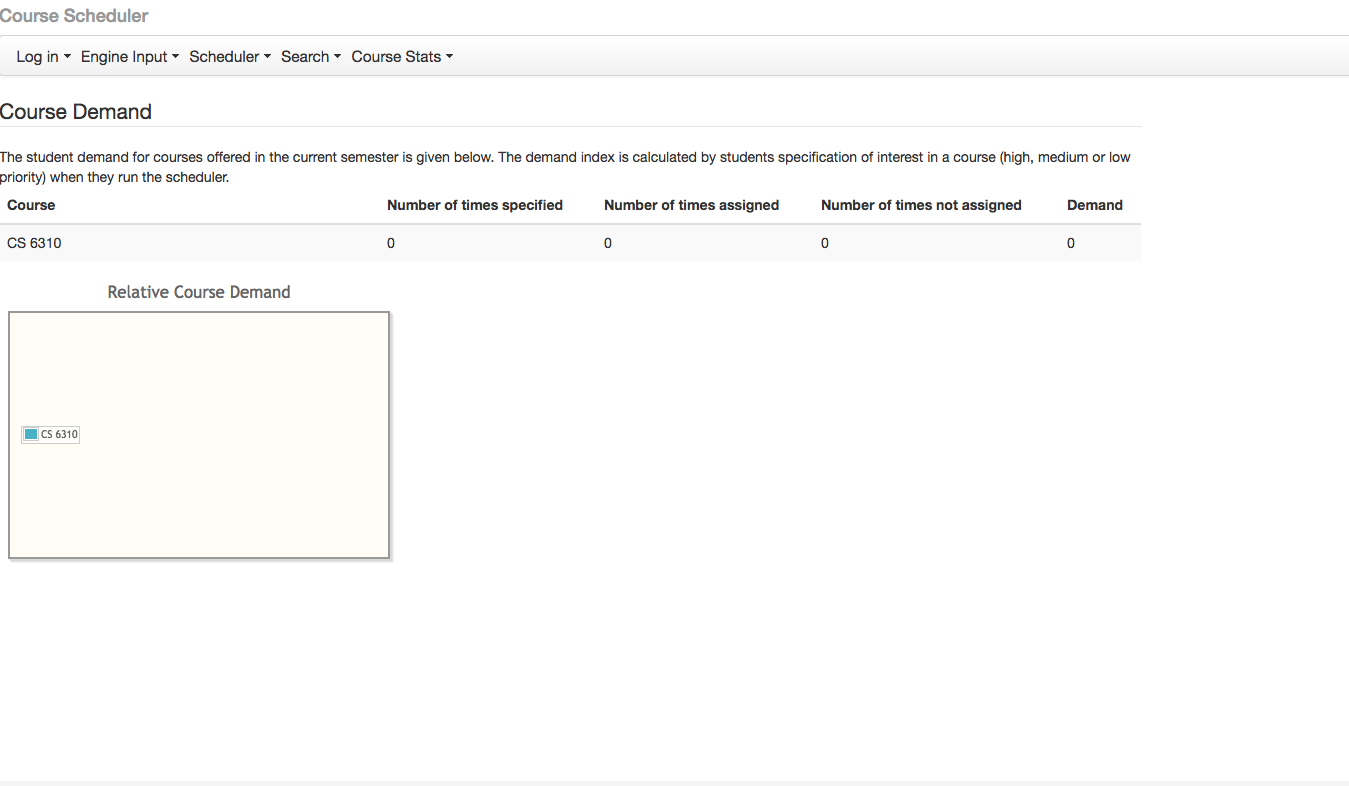 Course Scheduler
Log in Engine Input Scheduler Search Course Stats
Course Demand
The student demand for courses offered in the current semester is given below. The demand index is calculated by students specification of interest in a course (high, medium or low
priority) when they run the scheduler.
Course Number of times specified Number of times assigned Number of times not assigned Demand
CS 6310 0 0 0 0
Relative Course Demand
CS 6310